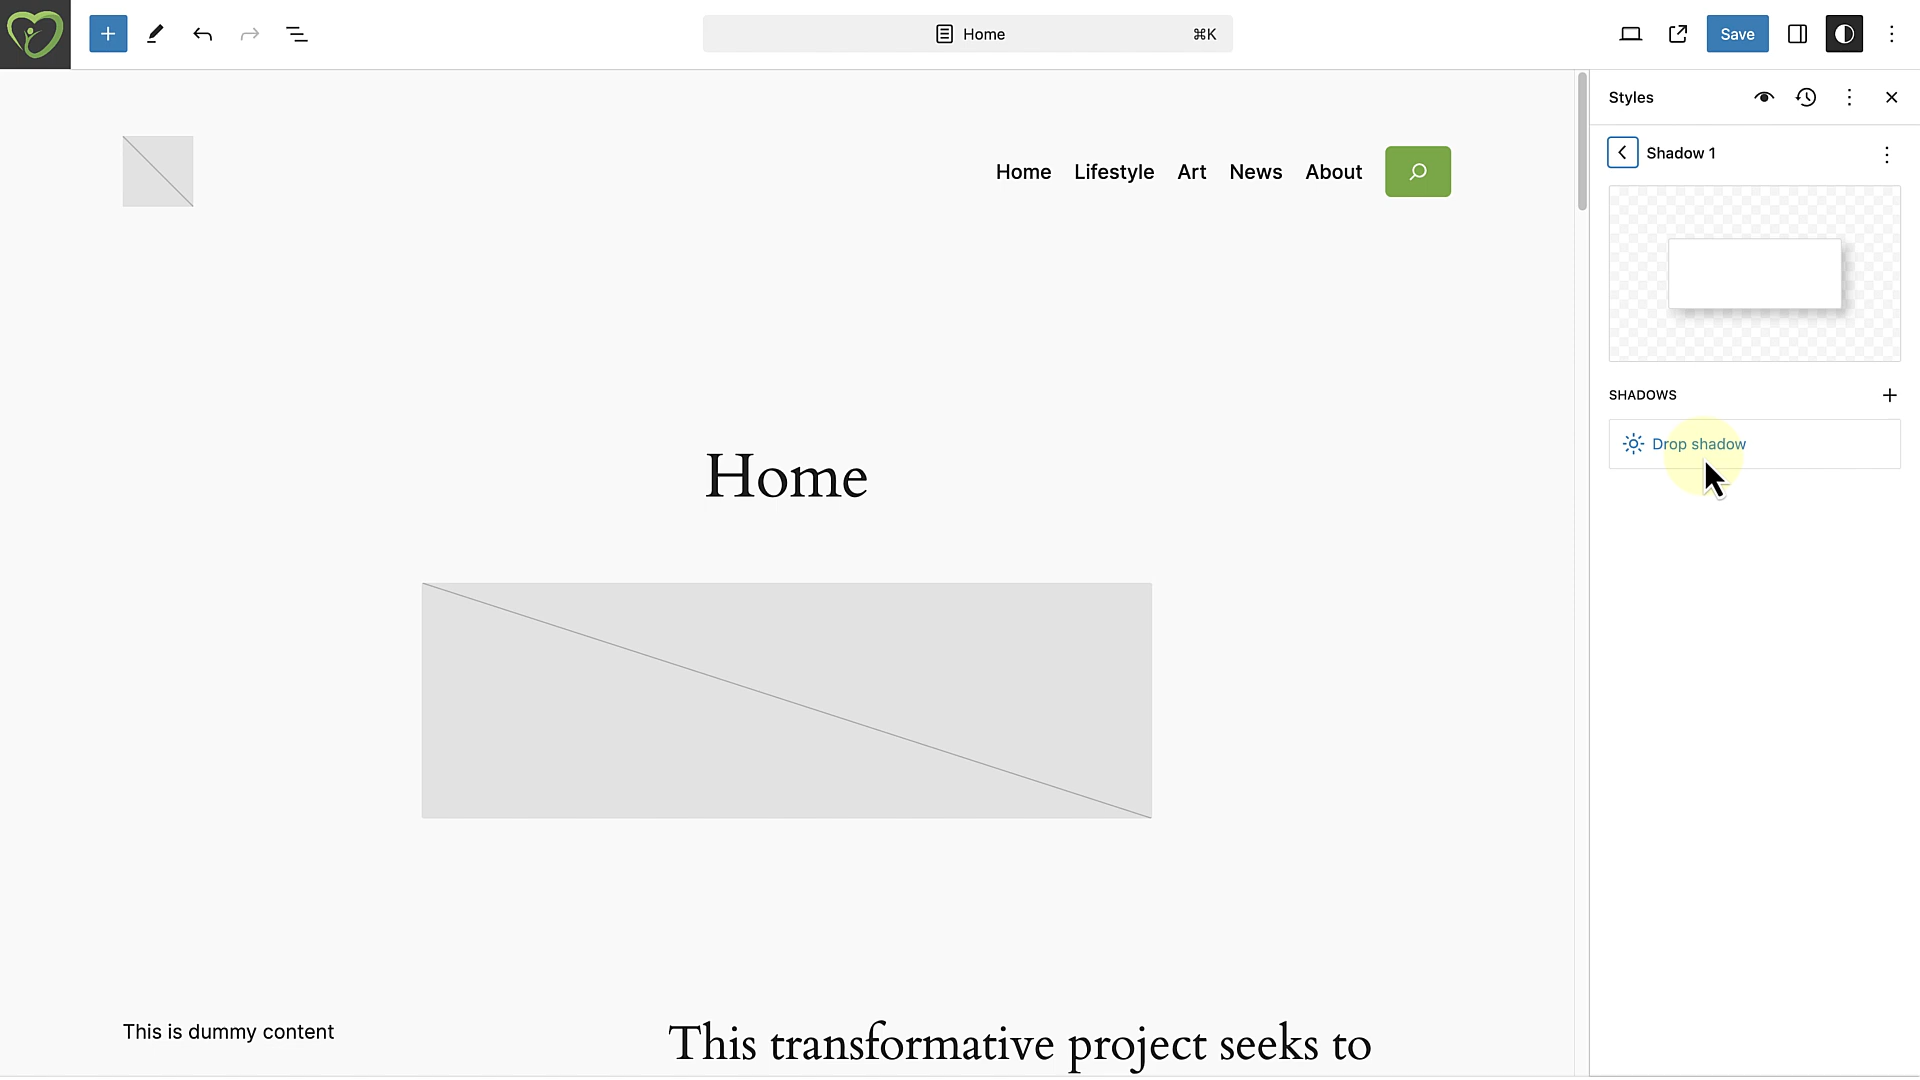 Home
⌘K
Save
Styles
Shadow 1
Home
Lifestyle
Art
News
About
SHADOWS
Drop shadow
Home
This is dummy content
This transformative project seeks to